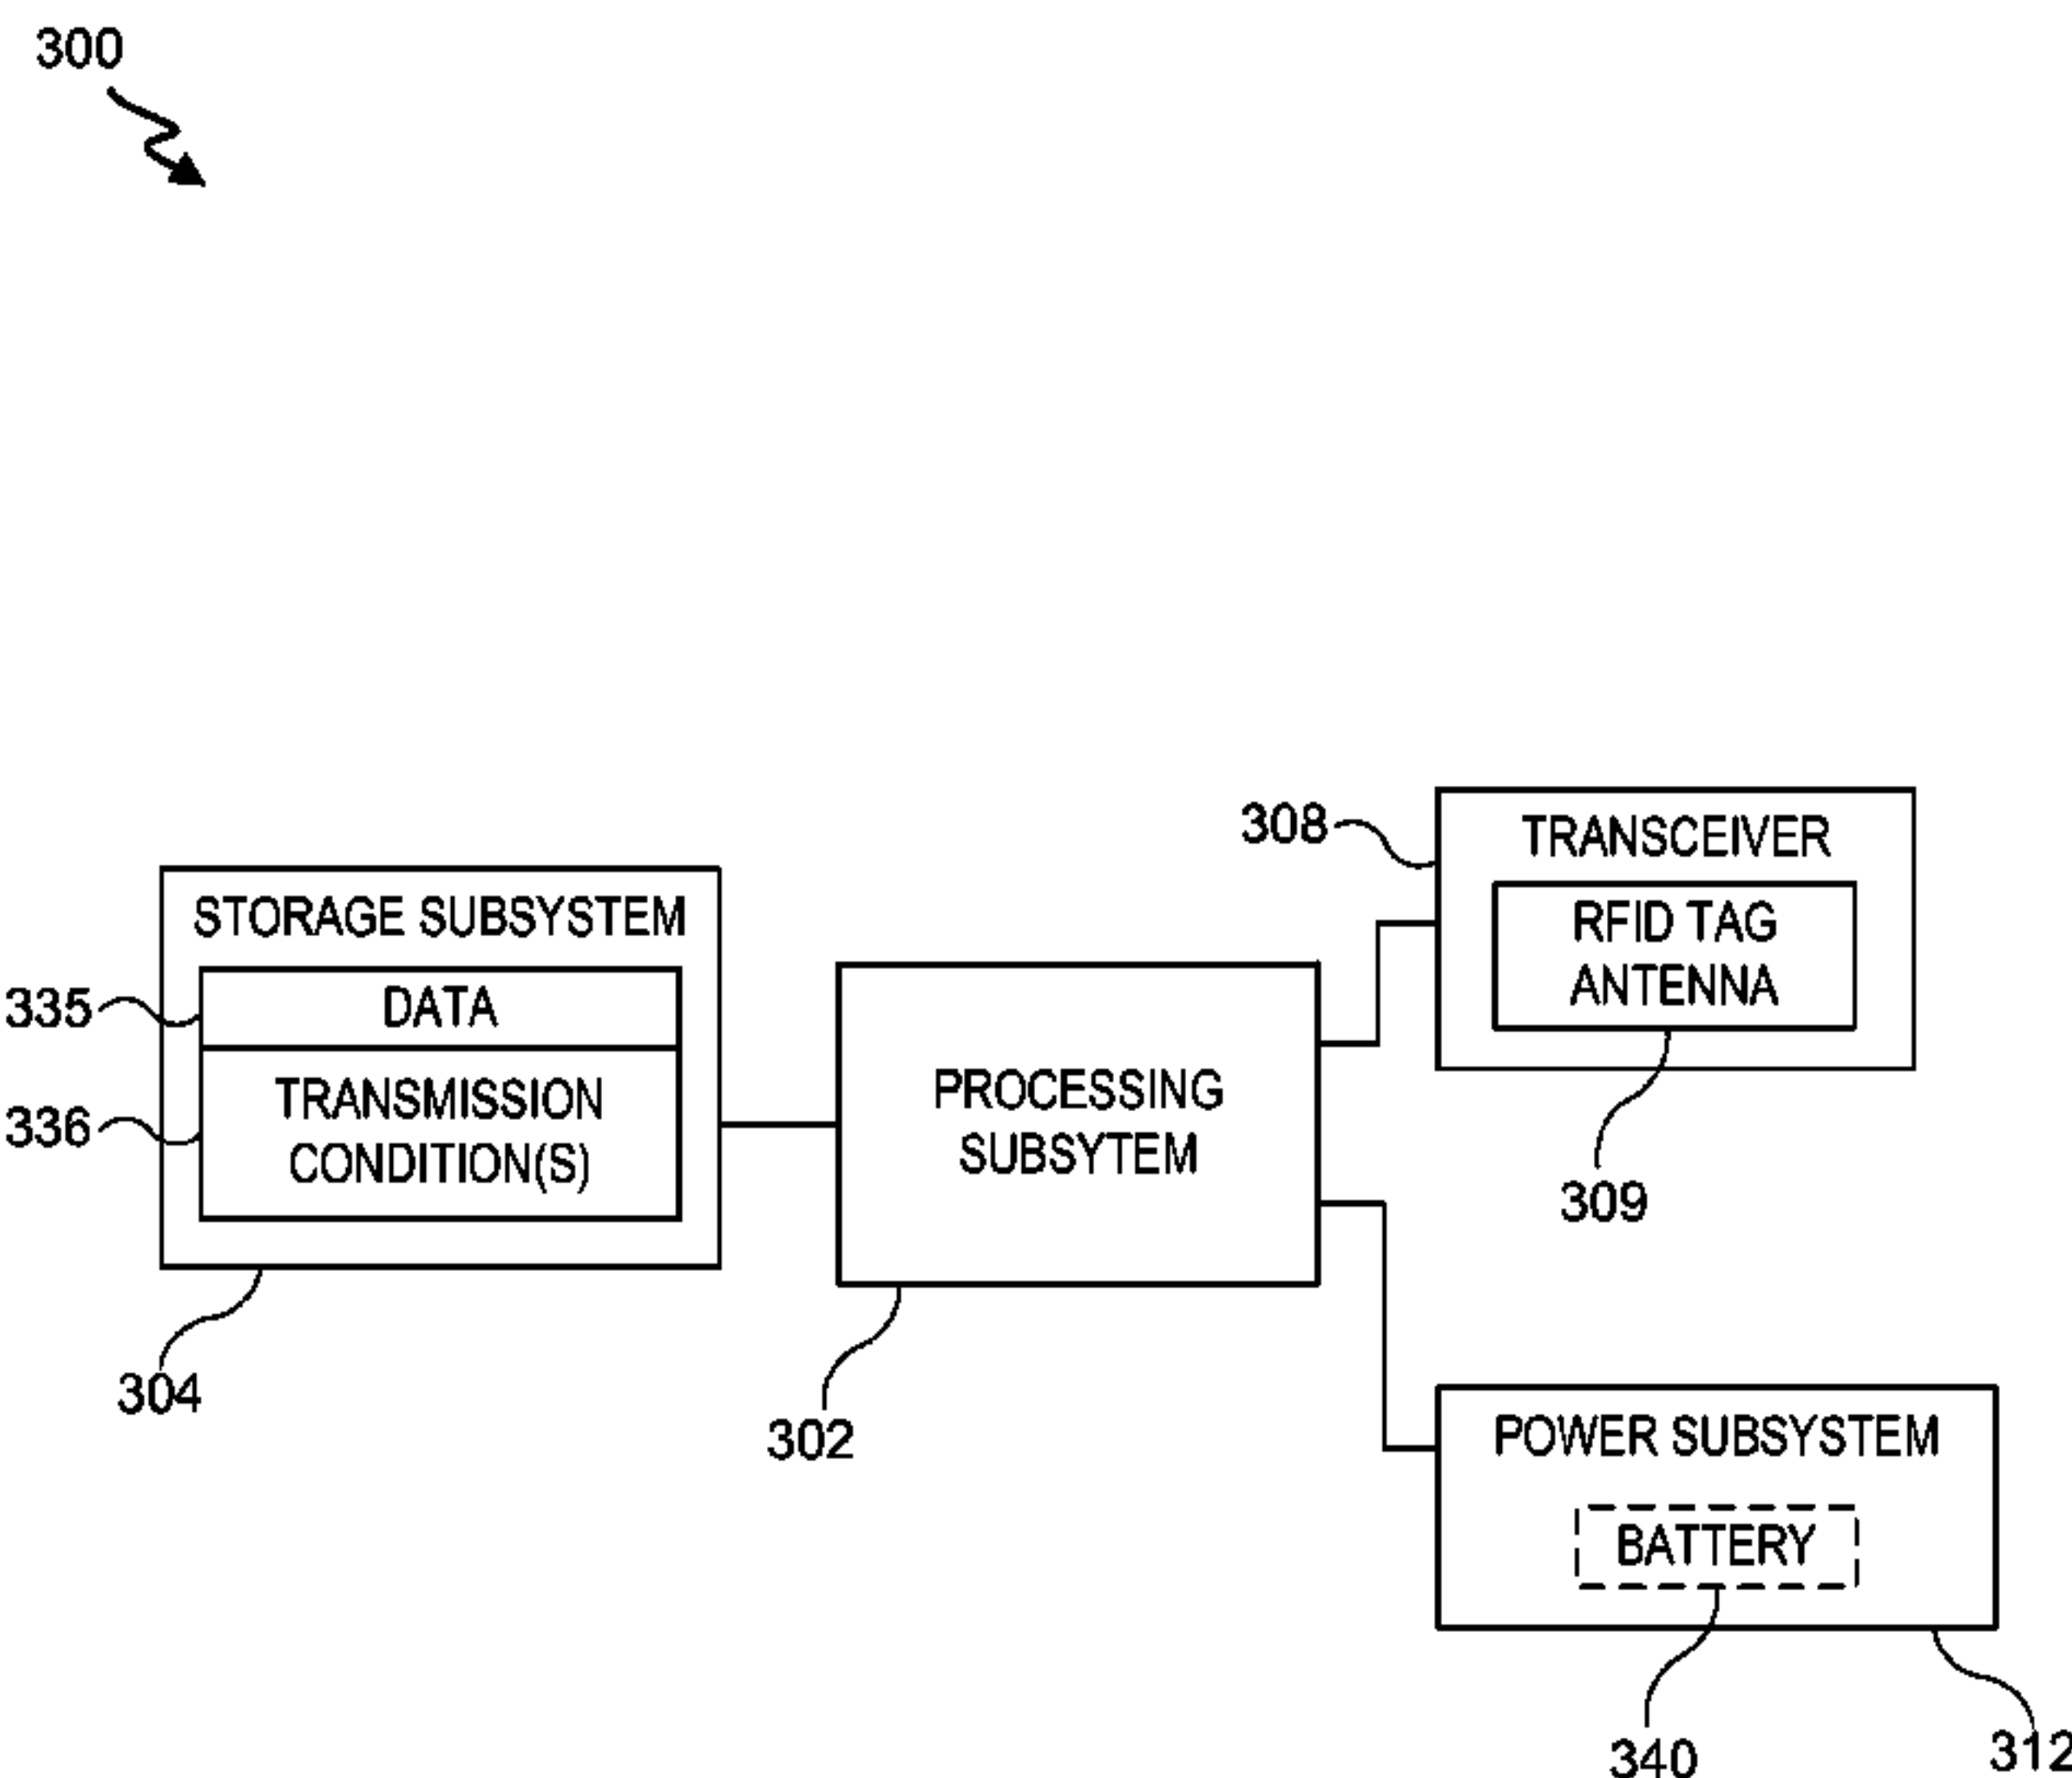 300
308
TRANSCEIVER
RFID TAG
ANTENNA
309
STORAGE SUBSYSTEM
335
DATA
336
TRANSMISSION
CONDITION(S)
304
PROCESSING
SUBSYTEM
302
POWER SUBSYSTEM
BATTERY
340
312